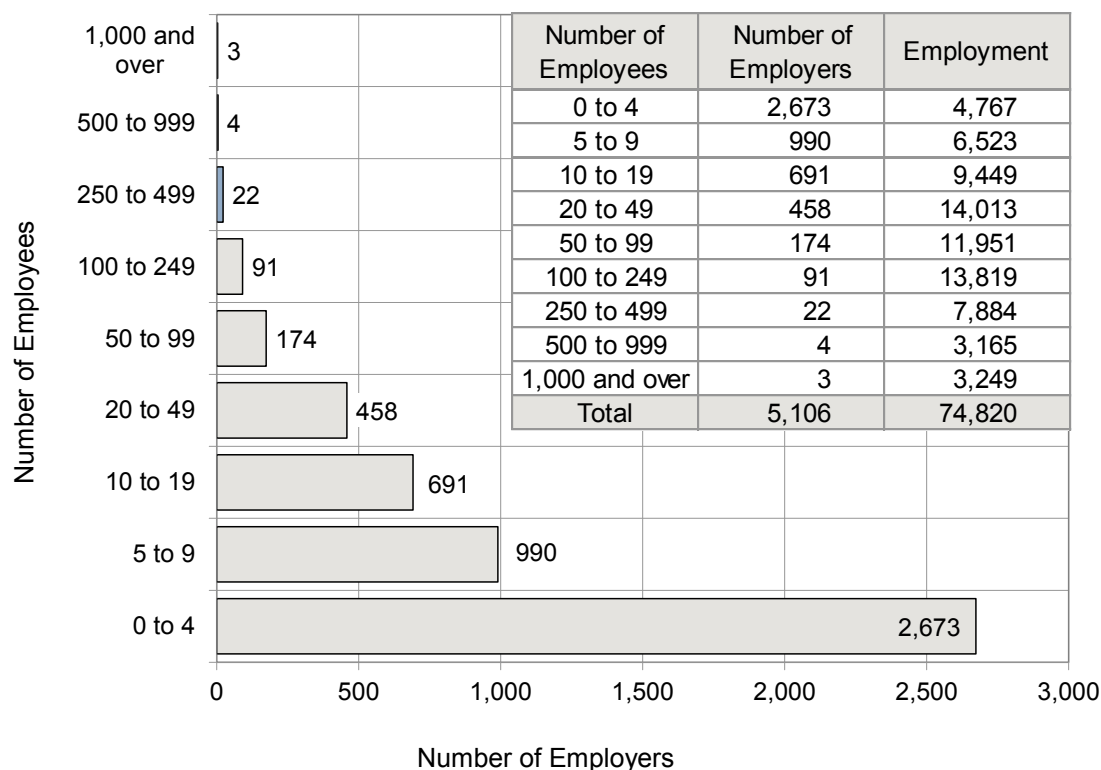 1,000 and
over
3
500 to 999
4
250 to 499
22
100 to 249
91
50 to 99
174
20 to 49
458
10 to 19
691
5 to 9
990
0 to 4
2,673
0 500 1,000 1,500 2,000 2,500 3,000
Number of Employers
Number of Employees
Number of Employees Number of Employers Employment
0 to 4 2,673 4,767
5 to 9 990 6,523
10 to 19 691 9,449
20 to 49 458 14,013
50 to 99 174 11,951
100 to 249 91 13,819
250 to 499 22 7,884
500 to 999 4 3,165
1,000 and over 3 3,249
Total 5,106 74,820